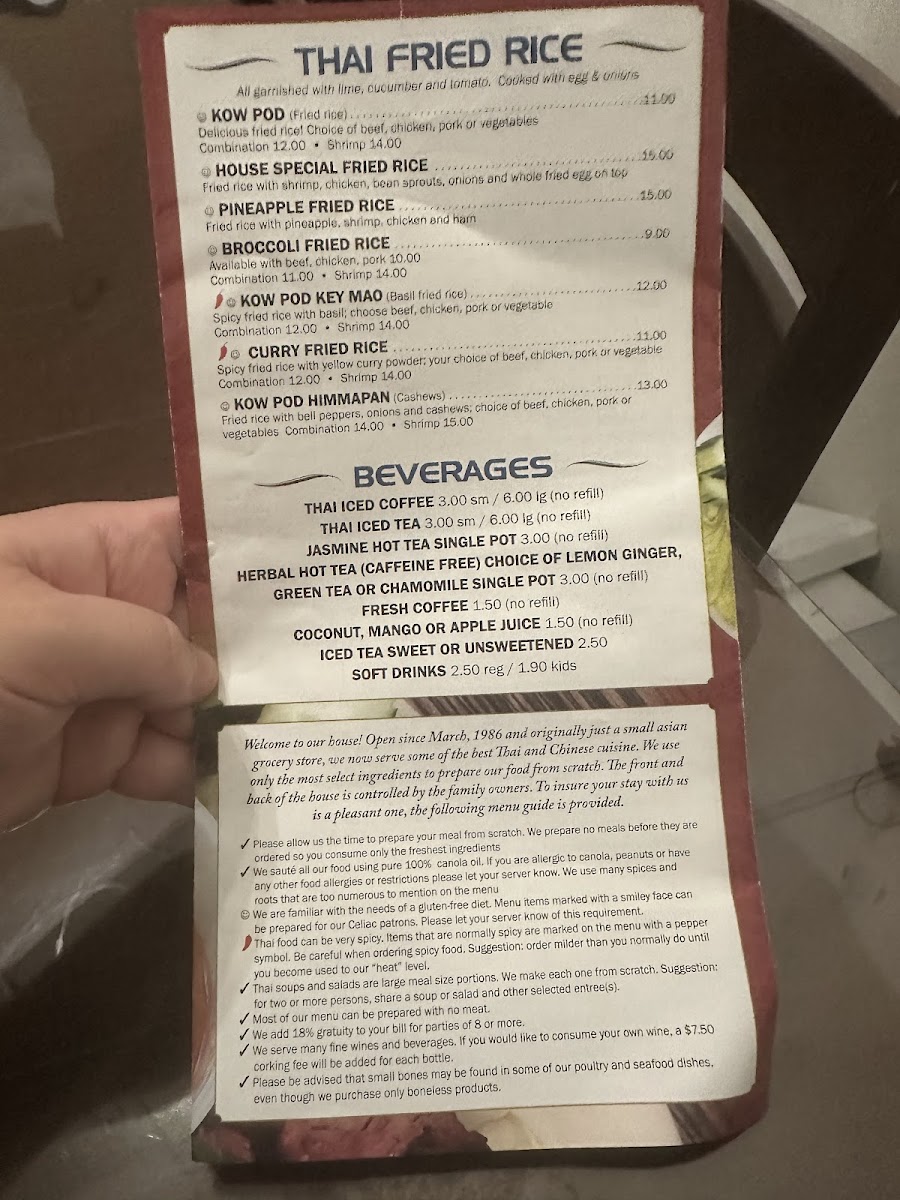 THAI FRIED RICE
All garnished with lime, cucumber and tomato. Cooked with egg & onions
☺ KOW POD (Fried rice) 11.00
Delicious fried rice! Choice of beef, chicken, pork or vegetables
Combination 12.00 • Shrimp 14.00
☺ HOUSE SPECIAL FRIED RICE 15.00
Fried rice with shrimp, chicken, bean sprouts, onions and whole fried egg on top
☺ PINEAPPLE FRIED RICE 15.00
Fried rice with pineapple, shrimp, chicken and ham
☺ BROCCOLI FRIED RICE 9.00
Available with beef, chicken, pork 10.00
Combination 11.00 • Shrimp 14.00
☺ KOW POD KEY MAO (Basil fried rice) 12.00
Spicy fried rice with basil; choose beef, chicken, pork or vegetable
Combination 12.00 • Shrimp 14.00
☺ CURRY FRIED RICE 11.00
Spicy fried rice with yellow curry powder; your choice of beef, chicken, pork or vegetable
Combination 12.00 • Shrimp 14.00
☺ KOW POD HIMMAPAN (Cashews) 13.00
Fried rice with bell peppers, onions and cashews; choice of beef, chicken, pork or
vegetables Combination 14.00 • Shrimp 15.00
BEVERAGES
THAI ICED COFFEE 3.00 sm / 6.00 lg (no refill)
THAI ICED TEA 3.00 sm / 6.00 lg (no refill)
JASMINE HOT TEA SINGLE POT 3.00 (no refill)
HERBAL HOT TEA (CAFFEINE FREE) CHOICE OF LEMON GINGER,
GREEN TEA OR CHAMOMILE SINGLE POT 3.00 (no refill)
FRESH COFFEE 1.50 (no refill)
COCONUT, MANGO OR APPLE JUICE 1.50 (no refill)
ICED TEA SWEET OR UNSWEETENED 2.50
SOFT DRINKS 2.50 reg / 1.90 kids
Welcome to our house! Open since March, 1986 and originally just a small asian
grocery store, we now serve some of the best Thai and Chinese cuisine. We use
only the most select ingredients to prepare our food from scratch. The front and
back of the house is controlled by the family owners. To insure your stay with us
is a pleasant one, the following menu guide is provided.
✓ Please allow us the time to prepare your meal from scratch. We prepare no meals before they are
ordered so you consume only the freshest ingredients
✓ We sauté all our food using pure 100% canola oil. If you are allergic to canola, peanuts or have
any other food allergies or restrictions please let your server know. We use many spices and
roots that are too numerous to mention on the menu
☺ We are familiar with the needs of a gluten-free diet. Menu items marked with a smiley face can
be prepared for our Celiac patrons. Please let your server know of this requirement.
Thai food can be very spicy. Items that are normally spicy are marked on the menu with a pepper
symbol. Be careful when ordering spicy food. Suggestion: order milder than you normally do until
you become used to our "heat" level.
✓ Thai soups and salads are large meal size portions. We make each one from scratch. Suggestion:
for two or more persons, share a soup or salad and other selected entree(s).
✓ Most of our menu can be prepared with no meat.
✓ We add 18% gratuity to your bill for parties of 8 or more.
✓ We serve many fine wines and beverages. If you would like to consume your own wine, a $7.50
corking fee will be added for each bottle.
✓ Please be advised that small bones may be found in some of our poultry and seafood dishes,
even though we purchase only boneless products.